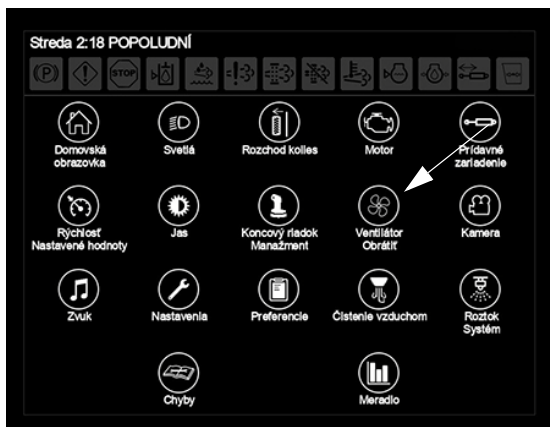 Streda 2:18 POPOLUDNÍ
(P) STOP
Domovská Svetlá Rozchod kolies Motor Prídavné
obrazovka zariadenie
Rýchlosť Jas Koncový riadok Ventilátor Kamera
Nastavené hodnoty Manažment Obrátiť
Zvuk Nastavenia Preferencie Čistenie vzduchom Roztok
Systém
Chyby Meradlo